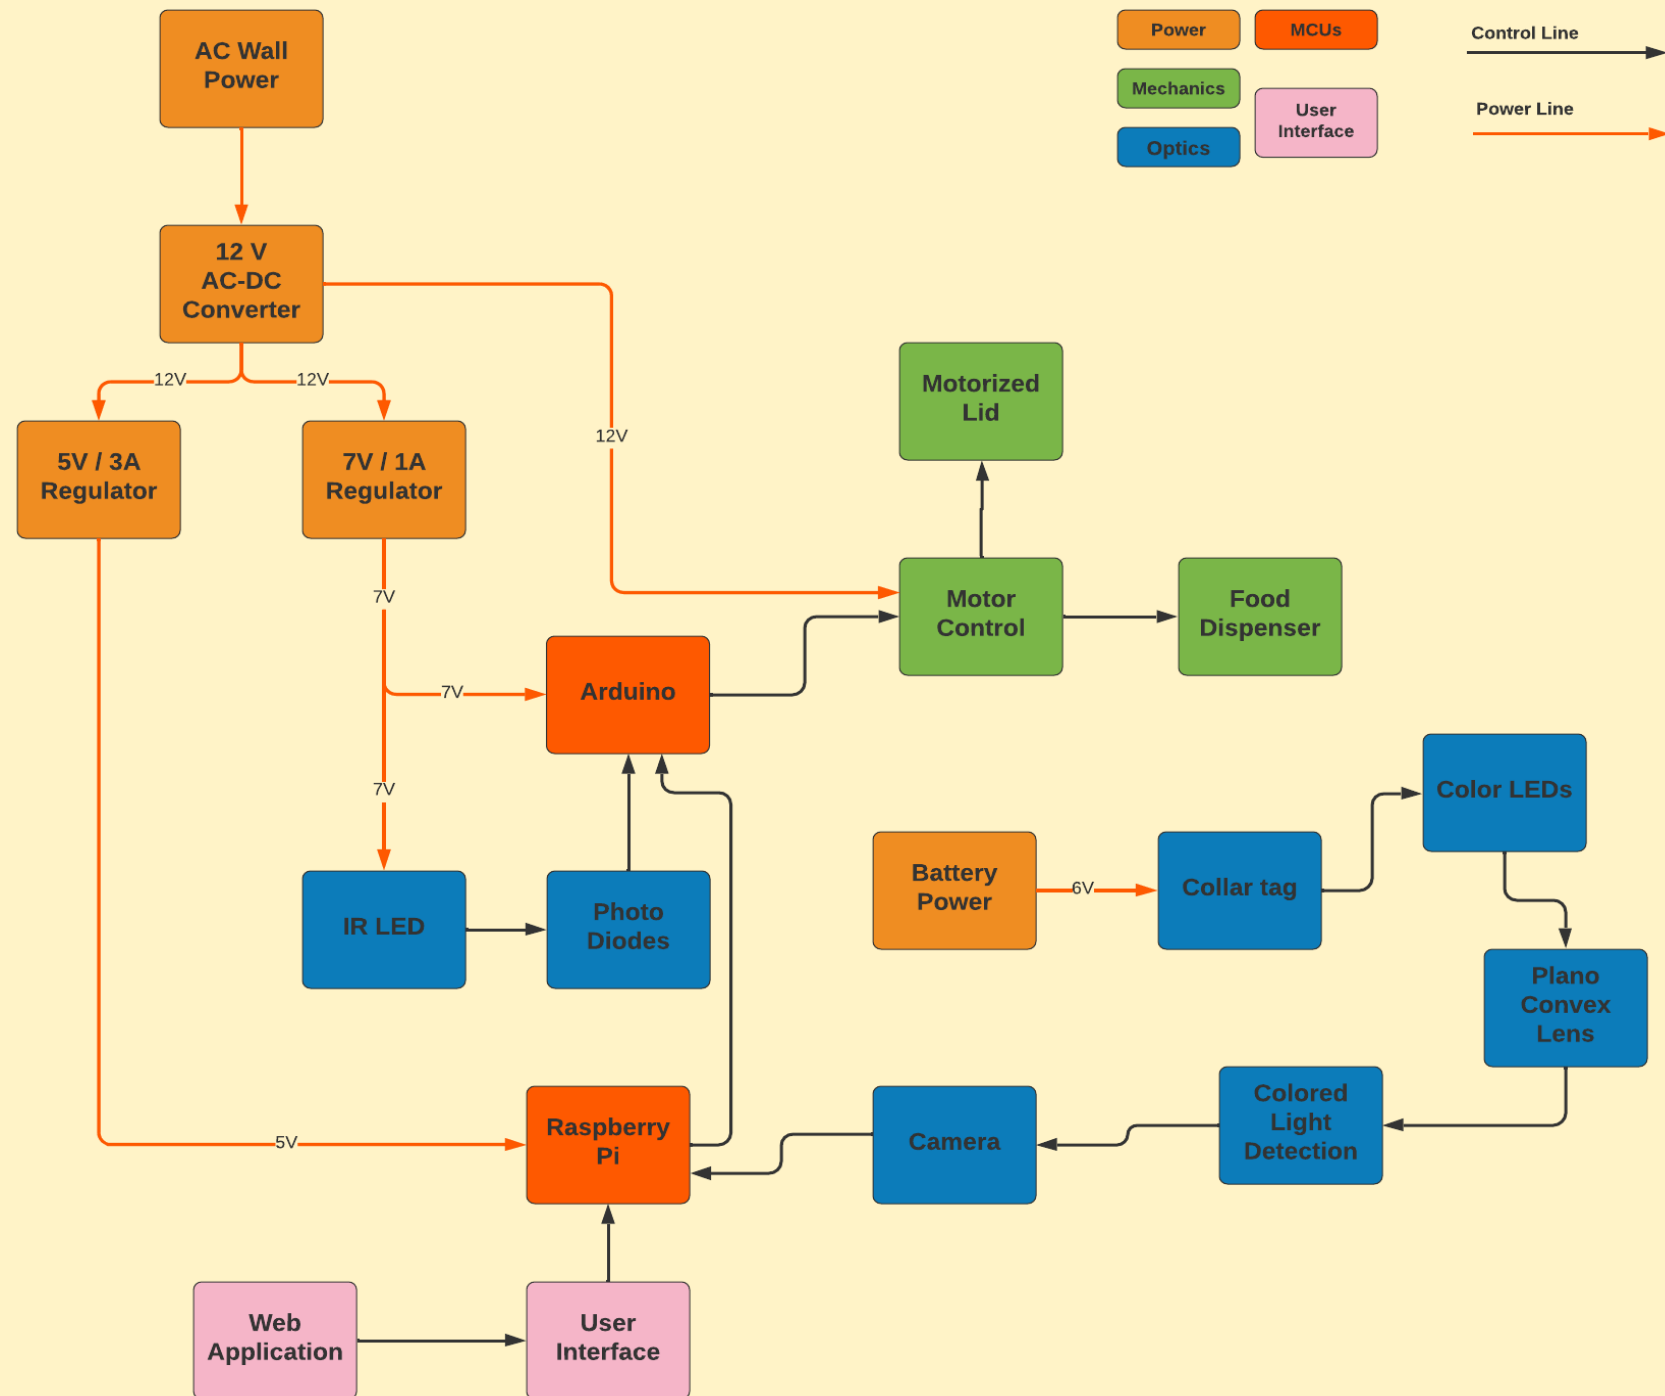 AC Wall
Power
Power
MCUs
Control Line
Mechanics
User
Interface
Power Line
Optics
12 V
AC-DC
Converter
12V
12V
12V
Motorized
Lid
5V / 3A
Regulator
7V / 1A
Regulator
7V
Motor
Control
Food
Dispenser
Arduino
7V
7V
Color LEDs
Battery
Power
6V
Collar tag
IR LED
Photo
Diodes
Plano
Convex
Lens
Colored
Light
Detection
Camera
Raspberry
Pi
5V
Web
Application
User
Interface